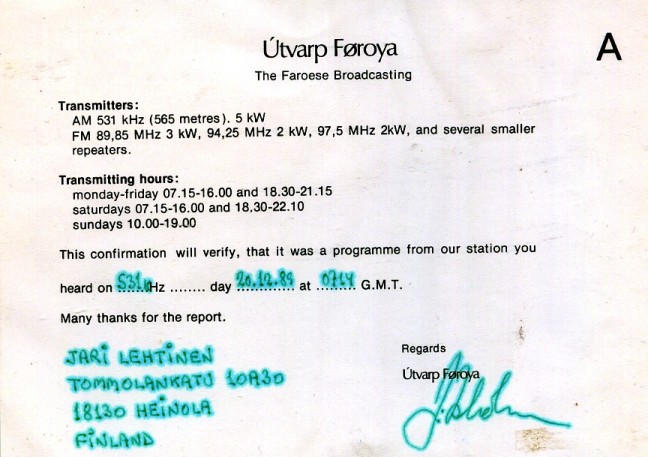 Útvarp Føroya
A
The Faroese Broadcasting
Transmitters:
AM 531 kHz (565 metres). 5 kW
FM 89,85 MHz 3 kW, 94,25 MHz 2 kW, 97,5 MHz 2kW, and several smaller
repeaters.
Transmitting hours:
monday-friday 07.15-16.00 and 18.30-21.15
saturdays 07.15-16.00 and 18.30-22.10
sundays 10.00-19.00
This confirmation will verify, that it was a programme from our station you
heard on 531kHz ........ day 20.12.89 at 0714 G.M.T.
Many thanks for the report.
JARI LEHTINEN
TOMMOLANKATU 10A30
18130 HEINOLA
FINLAND
Regards
Útvarp Føroya